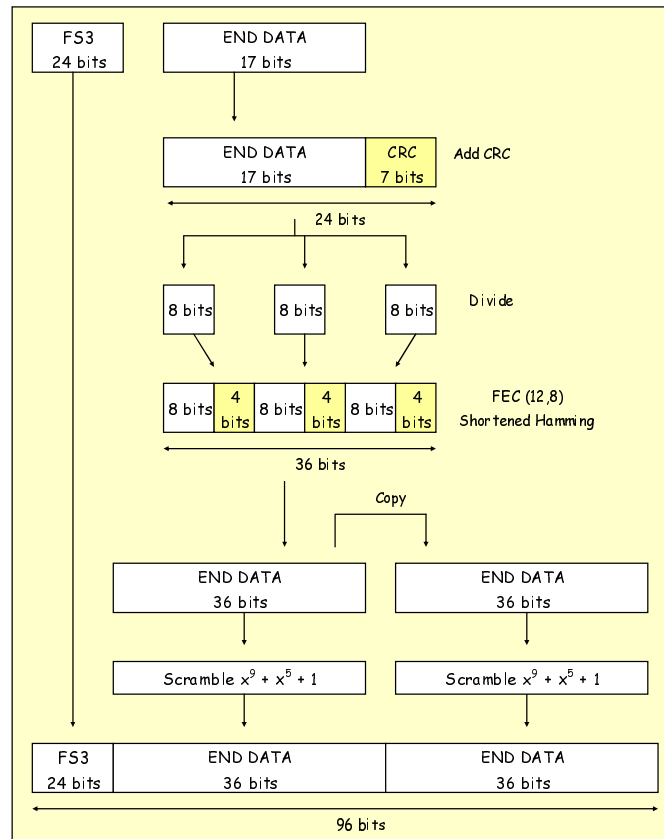 FS3
24 bits
END DATA
17 bits
END DATA
17 bits
CRC
7 bits
Add CRC
24 bits
8 bits
8 bits
8 bits
Divide
8 bits
4
bits
8 bits
4
bits
8 bits
4
bits
FEC (12,8)
Shortened Hamming
36 bits
Copy
END DATA
36 bits
END DATA
36 bits
Scramble x⁹ + x⁵ + 1
Scramble x⁹ + x⁵ + 1
FS3
24 bits
END DATA
36 bits
END DATA
36 bits
96 bits